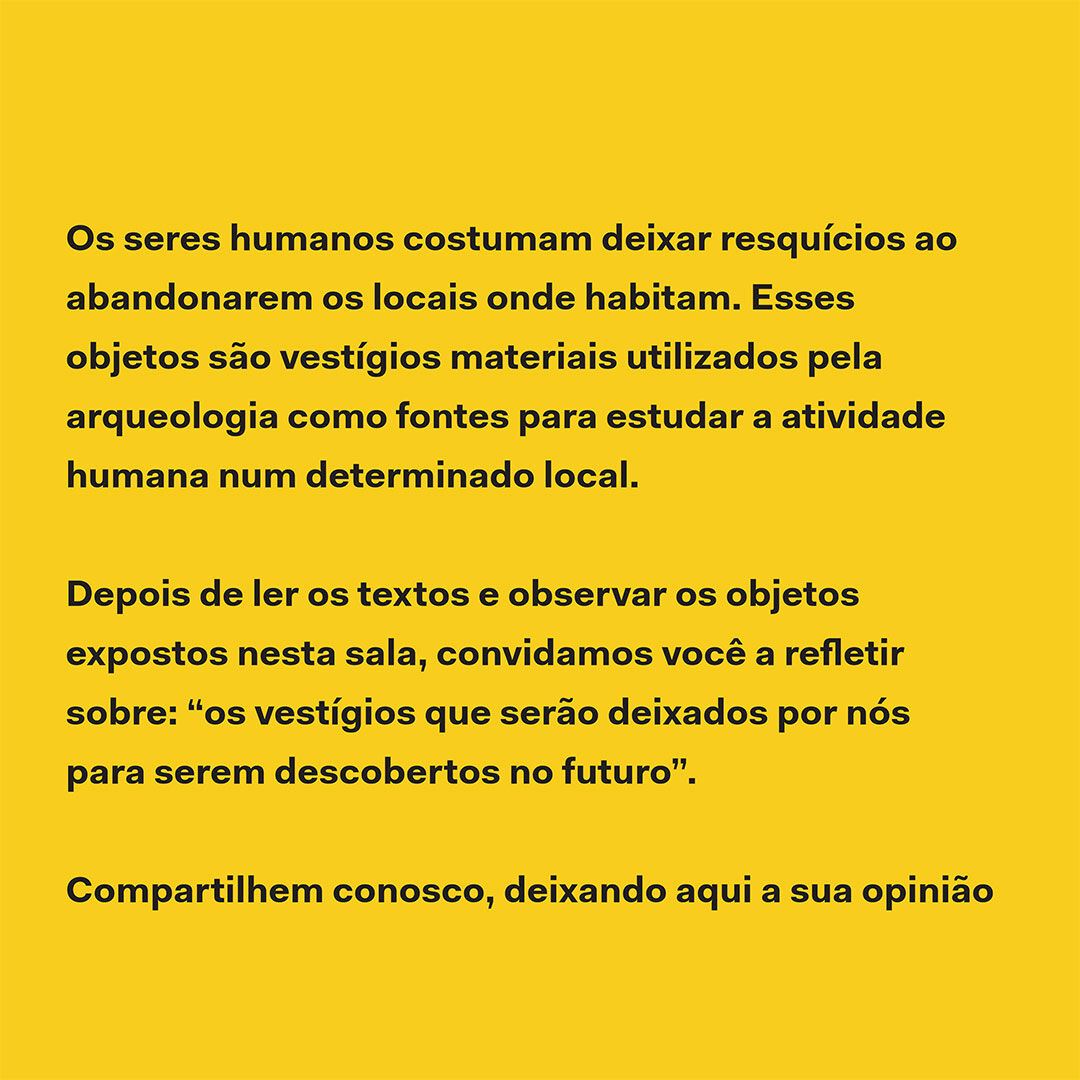 Os seres humanos costumam deixar resquícios ao
abandonarem os locais onde habitam. Esses
objetos são vestígios materiais utilizados pela
arqueologia como fontes para estudar a atividade
humana num determinado local.
Depois de ler os textos e observar os objetos
expostos nesta sala, convidamos você a refletir
sobre: “os vestígios que serão deixados por nós
para serem descobertos no futuro”.
Compartilhem conosco, deixando aqui a sua opinião